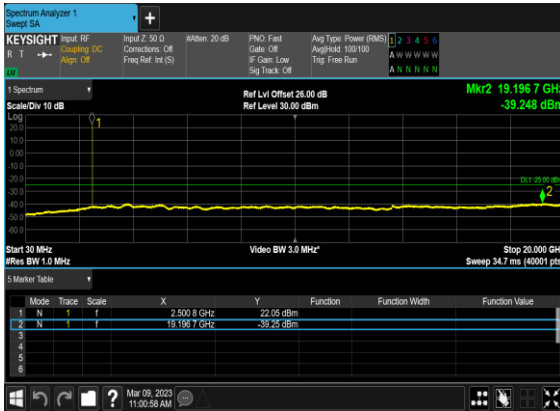 Spectrum Analyzer 1
Swept SA
+
KEYSIGHT Input: RF Input Z: 50 Ω #Atten: 20 dB PNO: Fast Avg Type: Power (RMS) 1 2 3 4 5 6
R T Coupling: DC Corrections: Off Gate: Off Avg|Hold: 100/100 A W W W W W
Align: Off Freq Ref: Int (S) IF Gain: Low Trig: Free Run
Sig Track: Off A N N N N N
LXI
1 Spectrum Ref Lvl Offset 26.00 dB Mkr2 19.196 7 GHz
Scale/Div 10 dB Ref Level 30.00 dBm -39.248 dBm
Log
20.0
10.0
0.00
-10.0
-20.0
-30.0
-40.0
-50.0
-60.0
1
DL1 -25.00 dBm
2
Start 30 MHz Video BW 3.0 MHz* Stop 20.000 GH
#Res BW 1.0 MHz Sweep 34.7 ms (40001 pts
5 Marker Table
Mode Trace Scale X Y Function Function Width Function Value
1 N 1 f 2.500 8 GHz 22.05 dBm
2 N 1 f 19.196 7 GHz -39.25 dBm
3
4
5
6
? Mar 09, 2023
11:00:58 AM